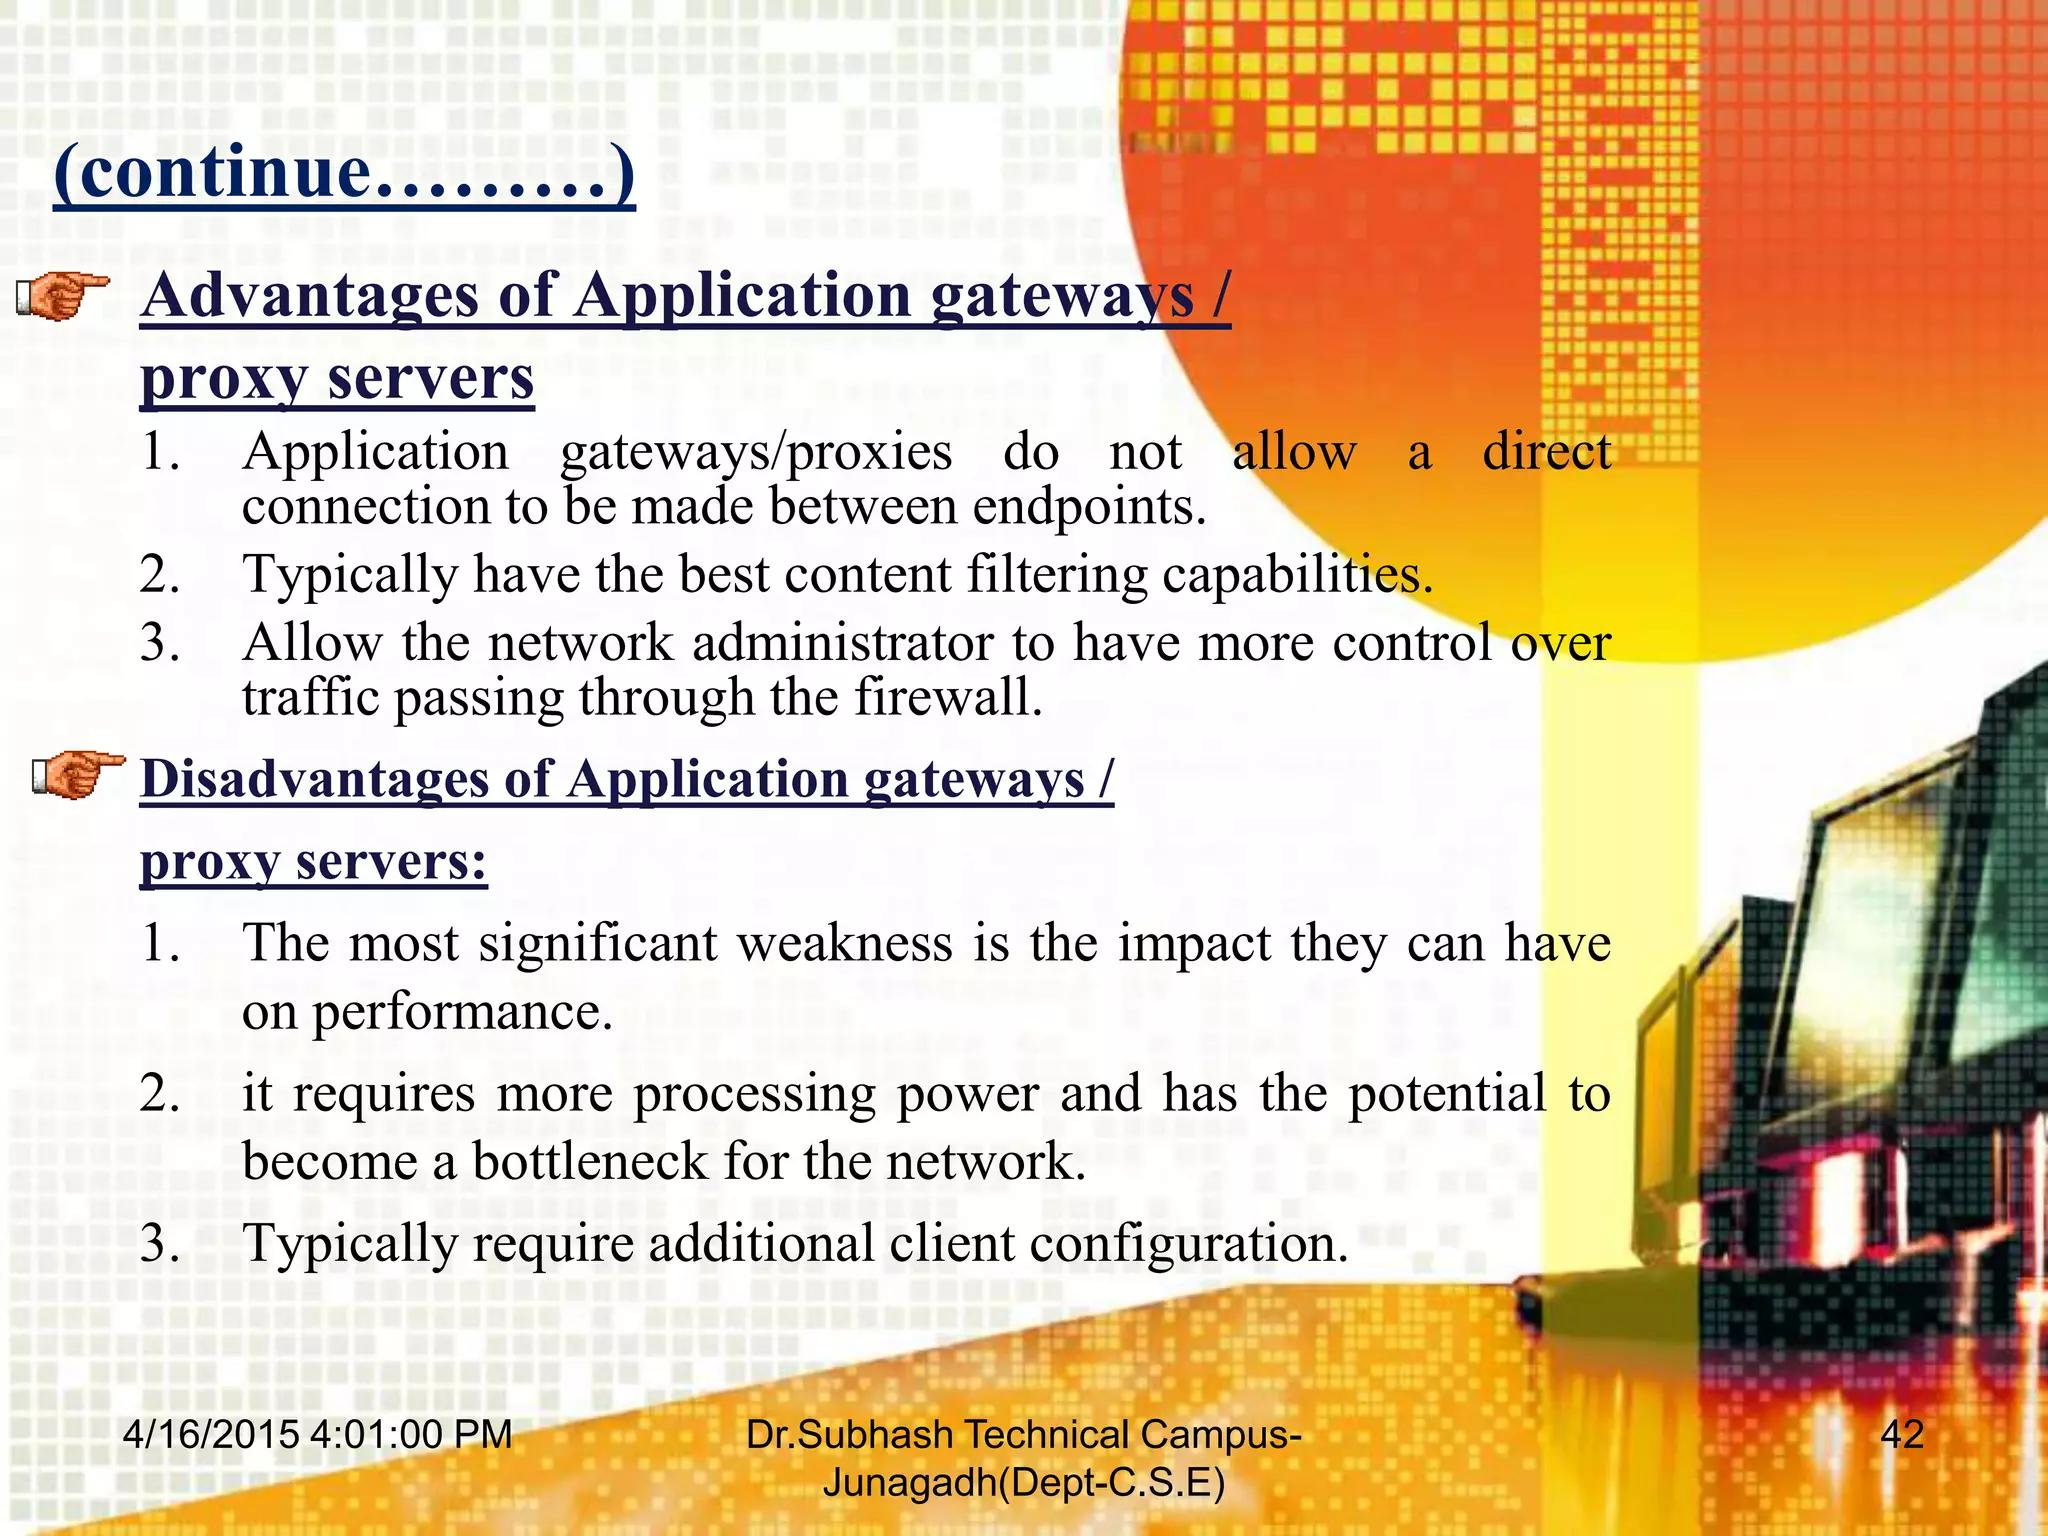 (continue………)
Advantages of Application gateways /
proxy servers
1. Application gateways/proxies do not allow a direct
connection to be made between endpoints.
2. Typically have the best content filtering capabilities.
3. Allow the network administrator to have more control over
traffic passing through the firewall.
Disadvantages of Application gateways /
proxy servers:
1. The most significant weakness is the impact they can have
on performance.
2. it requires more processing power and has the potential to
become a bottleneck for the network.
3. Typically require additional client configuration.
4/16/2015 4:01:00 PM
Dr.Subhash Technical Campus-
Junagadh(Dept-C.S.E)
42